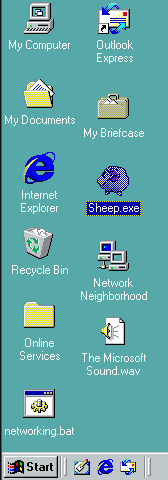 My Computer
Outlook
Express
My Documents
My Briefcase
Internet
Explorer
Sheep.exe
Recycle Bin
Network
Neighborhood
Online
Services
The Microsoft
Sound.wav
networking.bat
Start